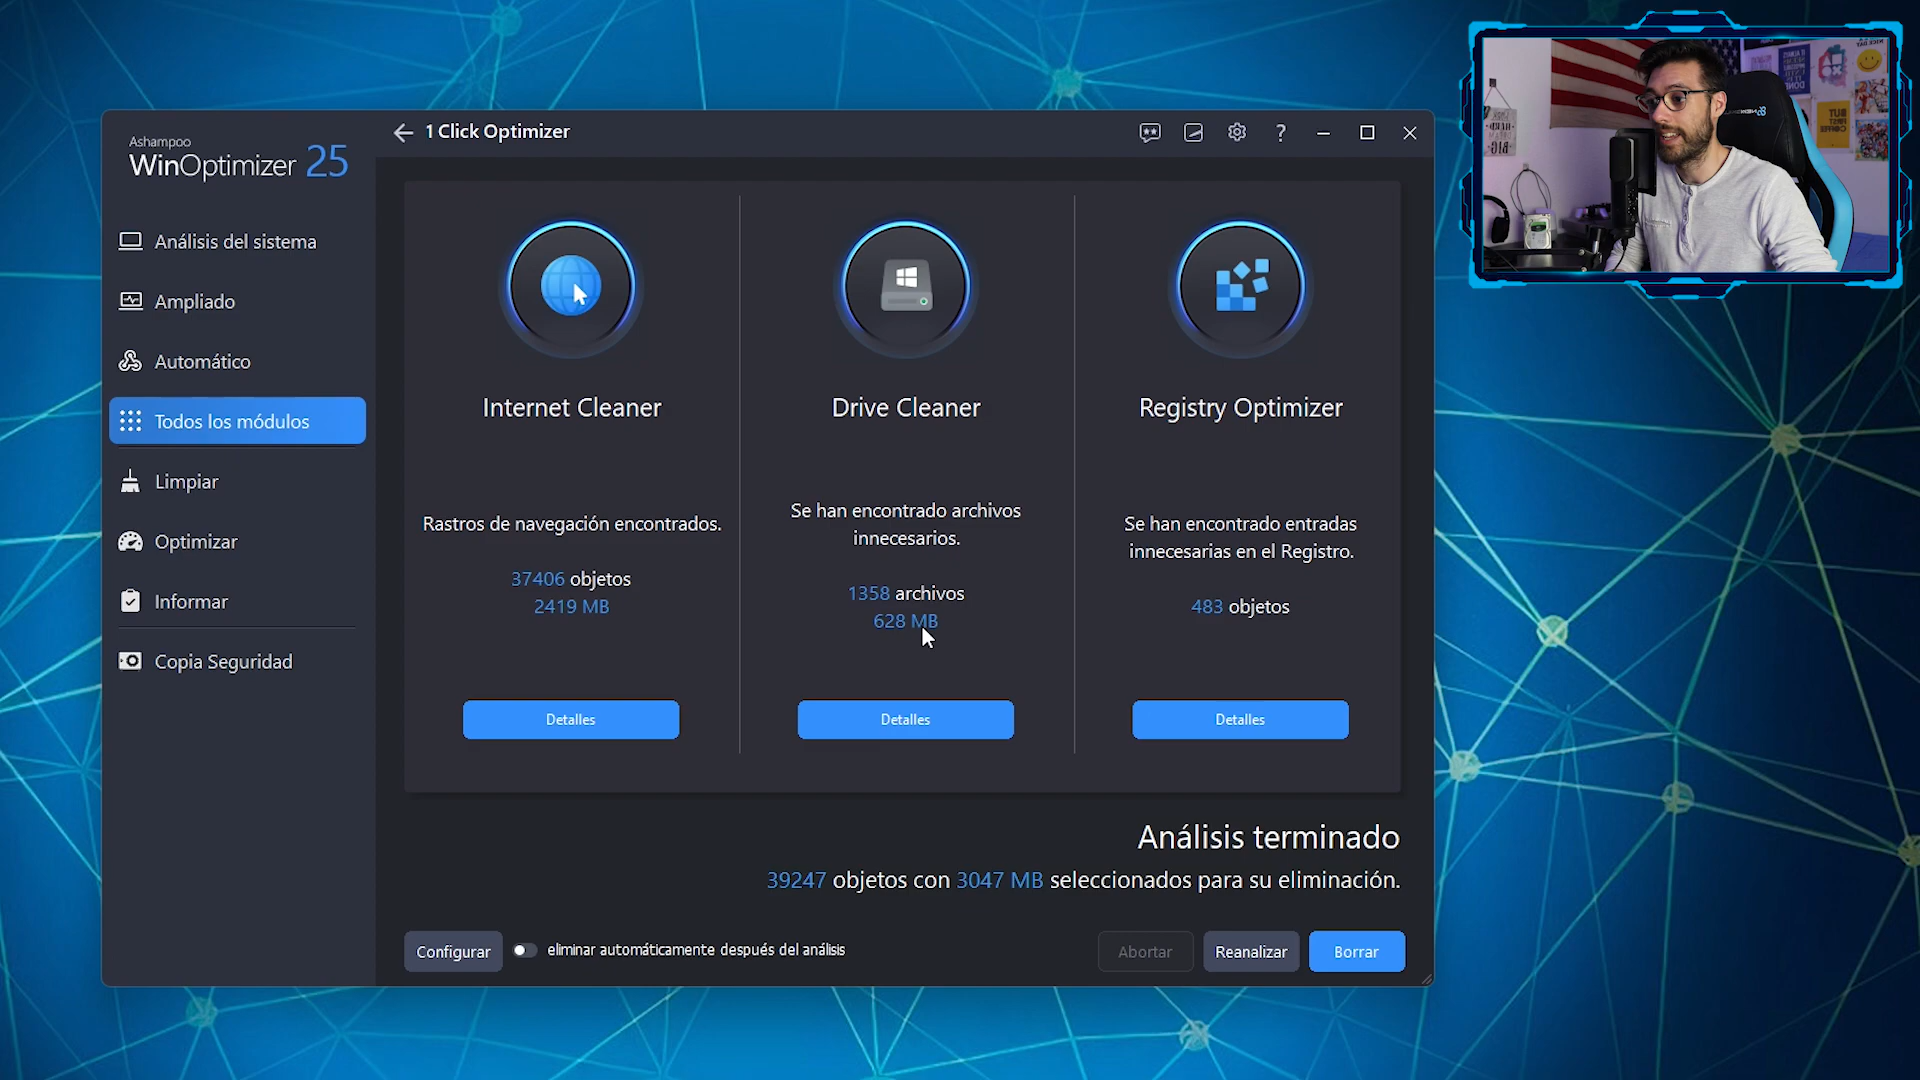 Ashampoo
WinOptimizer 25
1 Click Optimizer
?
Análisis del sistema
Ampliado
Automático
Todos los módulos
Limpiar
Optimizar
Informar
Copia Seguridad
Internet Cleaner
Rastros de navegación encontrados.
37406 objetos
2419 MB
Detalles
Drive Cleaner
Se han encontrado archivos
innecesarios.
1358 archivos
628 MB
Detalles
Registry Optimizer
Se han encontrado entradas
innecesarias en el Registro.
483 objetos
Detalles
Análisis terminado
39247 objetos con 3047 MB seleccionados para su eliminación.
Configurar
eliminar automáticamente después del análisis
Abortar
Reanalizar
Borrar
BUT
FIRST
COFFEE